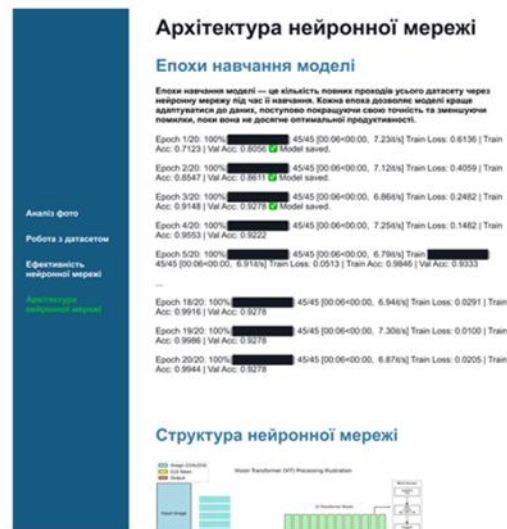 Архітектура нейронної мережі
Епохи навчання моделі
Епохи навчання моделі — це кількість повних проходів усього датасету через
нейронну мережу під час її навчання. Кожна епоха дозволяє моделі краще
адаптуватися до даних, поступово покращуючи свою точність та зменшуючи
помилки, поки вона не досягне оптимальної продуктивності.
Epoch 1/20: 100%| | 45/45 [00:06<00:00, 7.23it/s] Train Loss: 0.6136 | Train
Acc: 0.7123 | Val Acc: 0.8056 ✅ Model saved.
Epoch 2/20: 100%| | 45/45 [00:06<00:00, 7.12it/s] Train Loss: 0.4059 | Train
Acc: 0.8547 | Val Acc: 0.8611 ✅ Model saved.
Epoch 3/20: 100%| | 45/45 [00:06<00:00, 6.86it/s] Train Loss: 0.2462 | Train
Acc: 0.9148 | Val Acc: 0.9278 ✅ Model saved.
Epoch 4/20: 100%| | 45/45 [00:06<00:00, 7.25it/s] Train Loss: 0.1482 | Train
Acc: 0.9553 | Val Acc: 0.9222
Epoch 5/20: 100%| | 45/45 [00:06<00:00, 6.79it/s] Train
45/45 [00:06<00:00, 6.91it/s] Train Loss: 0.0513 | Train Acc: 0.9846 | Val Acc: 0.9333
...
Epoch 18/20: 100%| | 45/45 [00:06<00:00, 6.94it/s] Train Loss: 0.0291 | Train
Acc: 0.9916 | Val Acc: 0.9278
Epoch 19/20: 100%| | 45/45 [00:06<00:00, 7.30it/s] Train Loss: 0.0100 | Train
Acc: 0.9986 | Val Acc: 0.9278
Epoch 20/20: 100%| | 45/45 [00:06<00:00, 6.87it/s] Train Loss: 0.0205 | Train
Acc: 0.9944 | Val Acc: 0.9278
Аналіз фото
Робота з датасетом
Ефективність
нейронної мережі
Архітектура
нейронної мережі
Структура нейронної мережі
Vision Transformer (ViT) Processing Illustration
CLS Token
Output
Input Image